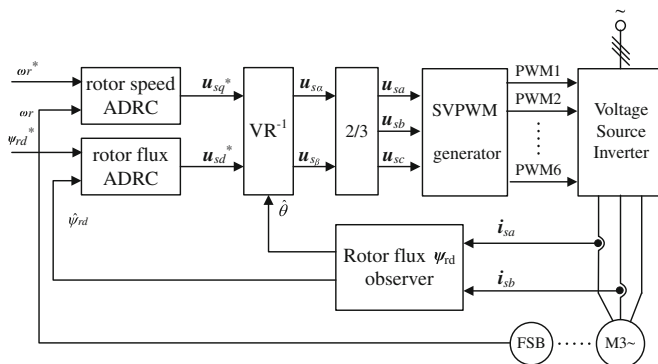 ~
ωr*
rotor speed
ADRC
ωr
ψrd*
rotor flux
ADRC
ψ̂rd
usq*
usd*
VR⁻¹
usα
usβ
2/3
usa
usb
usc
SVPWM
generator
PWM1
PWM2
PWM6
Voltage
Source
Inverter
θ̂
Rotor flux ψrd
observer
isa
isb
FSB
M3~